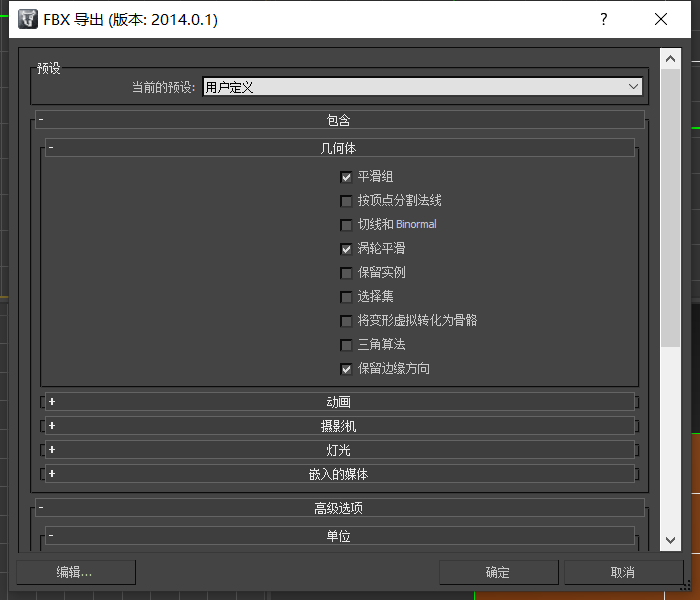 FBX 导出 (版本: 2014.0.1)
预设
当前的预设: 用户定义
包含
几何体
平滑组
按顶点分割法线
切线和 Binormal
涡轮平滑
保留实例
选择集
将变形虚拟转化为骨骼
三角算法
保留边缘方向
动画
摄影机
灯光
嵌入的媒体
高级选项
单位
编辑...
确定
取消